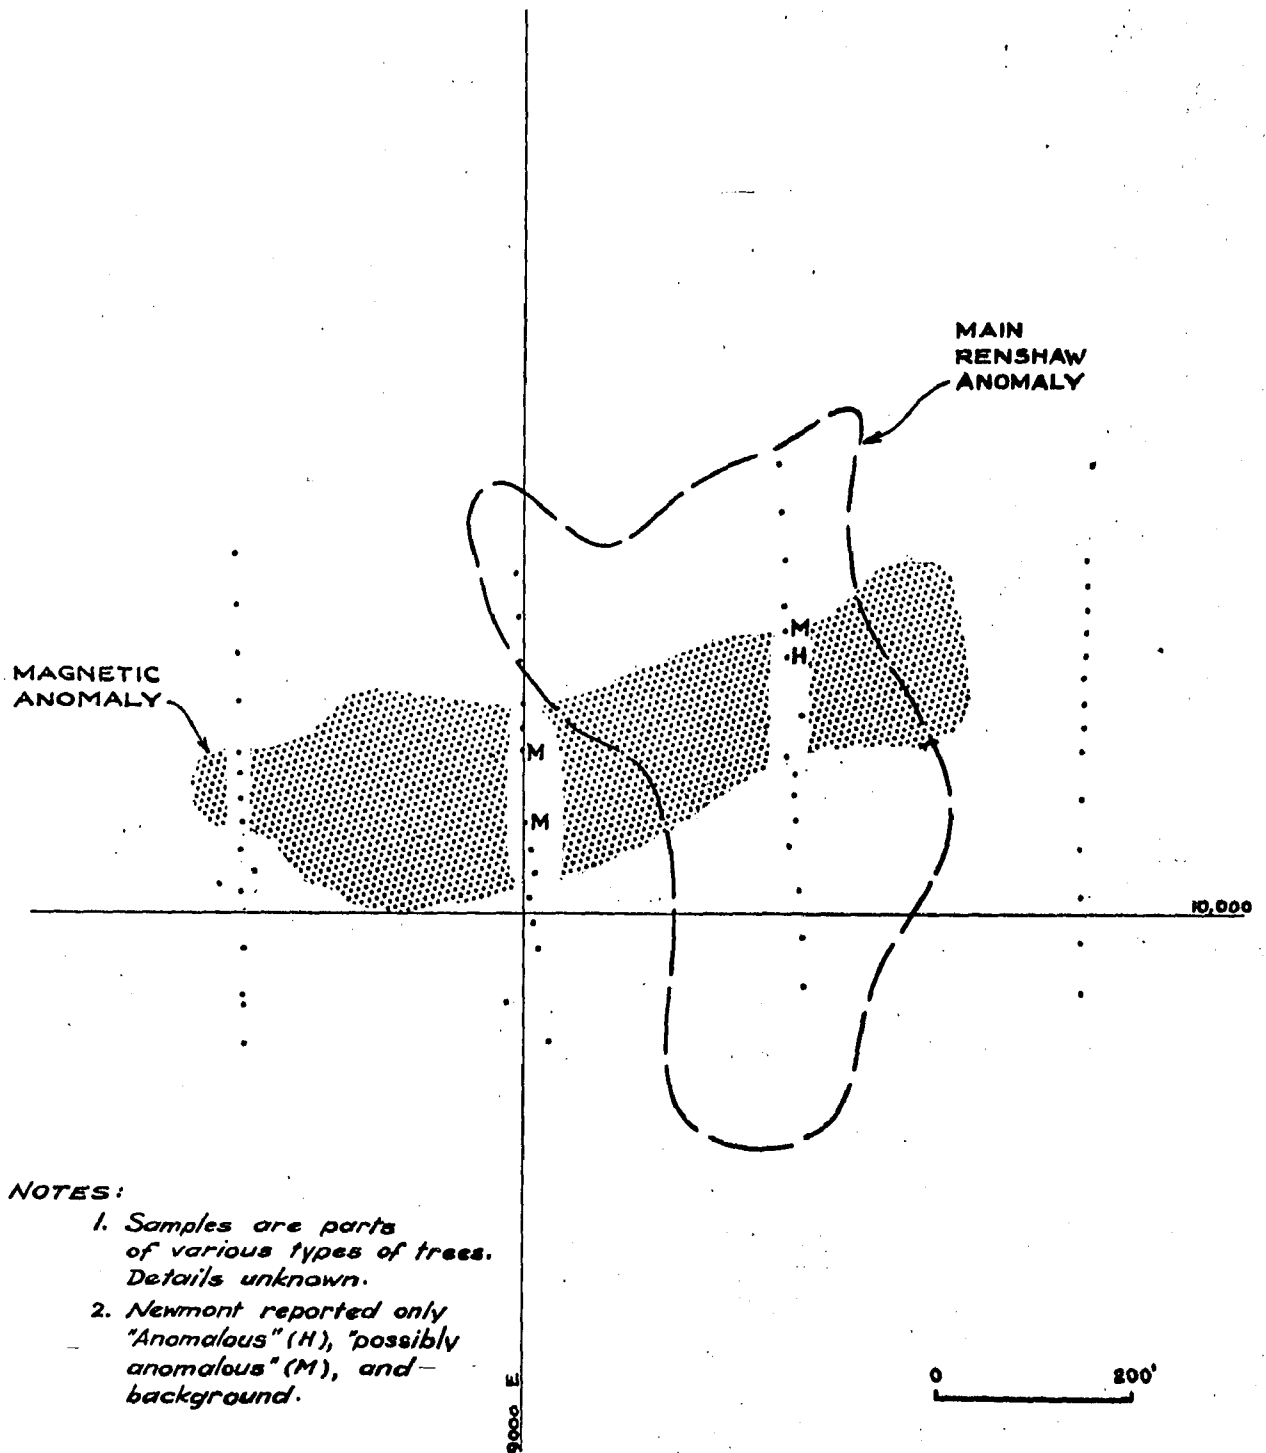 MAIN
RENSHAW
ANOMALY
M
H
MAGNETIC
ANOMALY
M
M
10,000
NOTES:
1. Samples are parts
of various types of trees.
Details unknown.
2. Newmont reported only
"Anomalous" (H), "possibly
anomalous" (M), and
background.
9000 E
0 200'